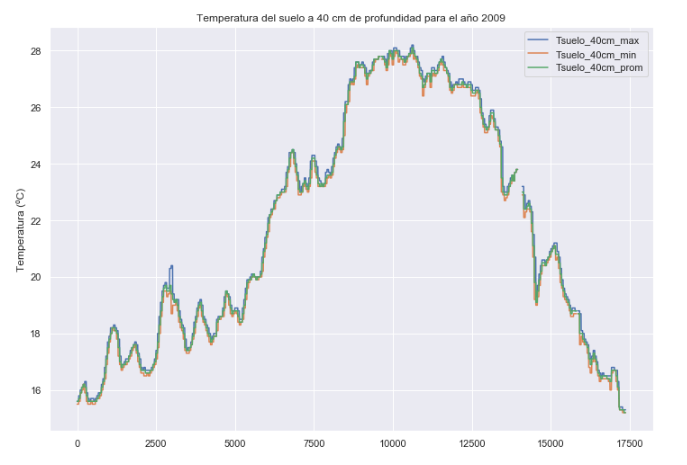 Temperatura del suelo a 40 cm de profundidad para el año 2009
Tsuelo_40cm_max
Tsuelo_40cm_min
Tsuelo_40cm_prom
Temperatura (ºC)
28
26
24
22
20
18
16
0 2500 5000 7500 10000 12500 15000 17500